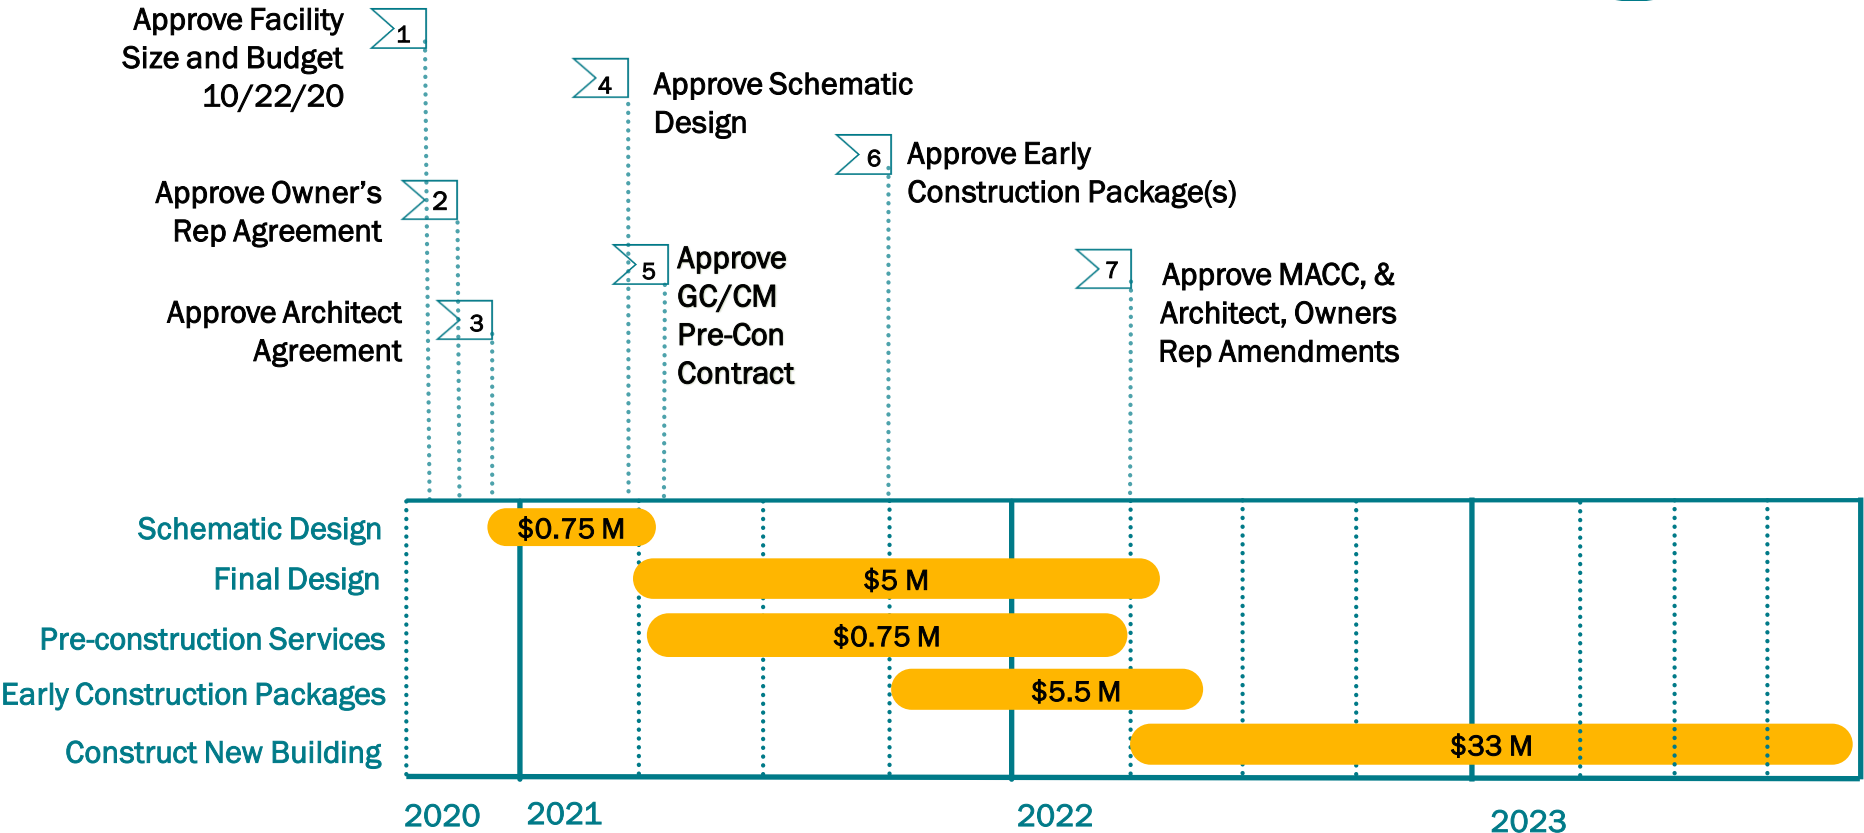 Approve Facility
Size and Budget
10/22/20
1
4
Approve Schematic
Design
6
Approve Early
Construction Package(s)
Approve Owner's
Rep Agreement
2
5
Approve
GC/CM
Pre-Con
Contract
7
Approve MACC, &
Architect, Owners
Rep Amendments
Approve Architect
Agreement
3
Schematic Design
$0.75 M
Final Design
$5 M
Pre-construction Services
$0.75 M
Early Construction Packages
$5.5 M
Construct New Building
$33 M
2020
2021
2022
2023